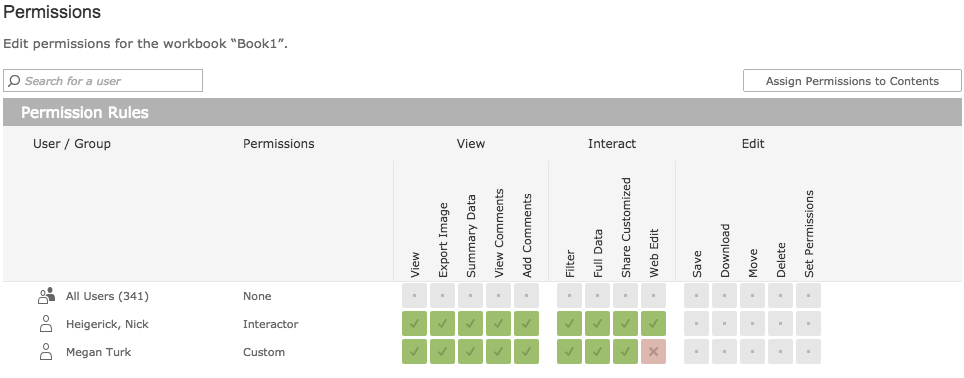 Permissions
Edit permissions for the workbook “Book1”.
Search for a user
Assign Permissions to Contents
Permission Rules
User / Group Permissions View Interact Edit
View Export Image Summary Data View Comments Add Comments Filter Full Data Share Customized Web Edit Save Download Move Delete Set Permissions
All Users (341) None
Heigerick, Nick Interactor
Megan Turk Custom